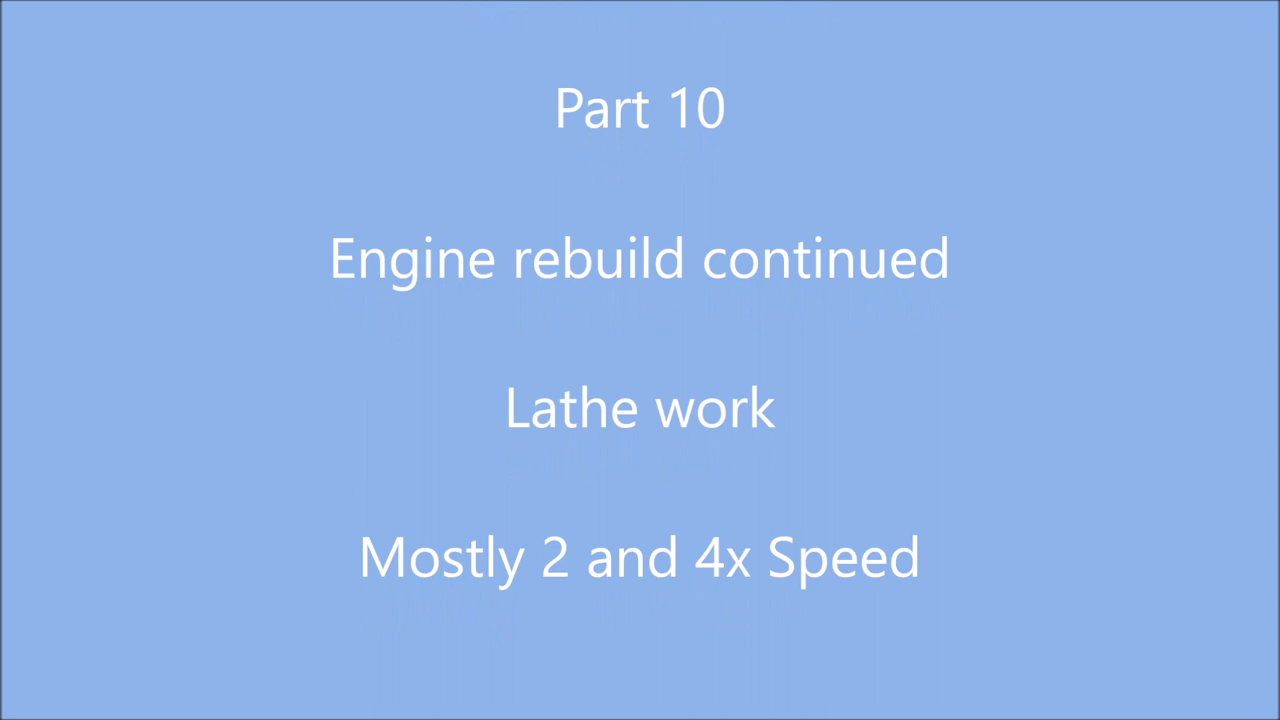 Part 10
Engine rebuild continued
Lathe work
Mostly 2 and 4x Speed